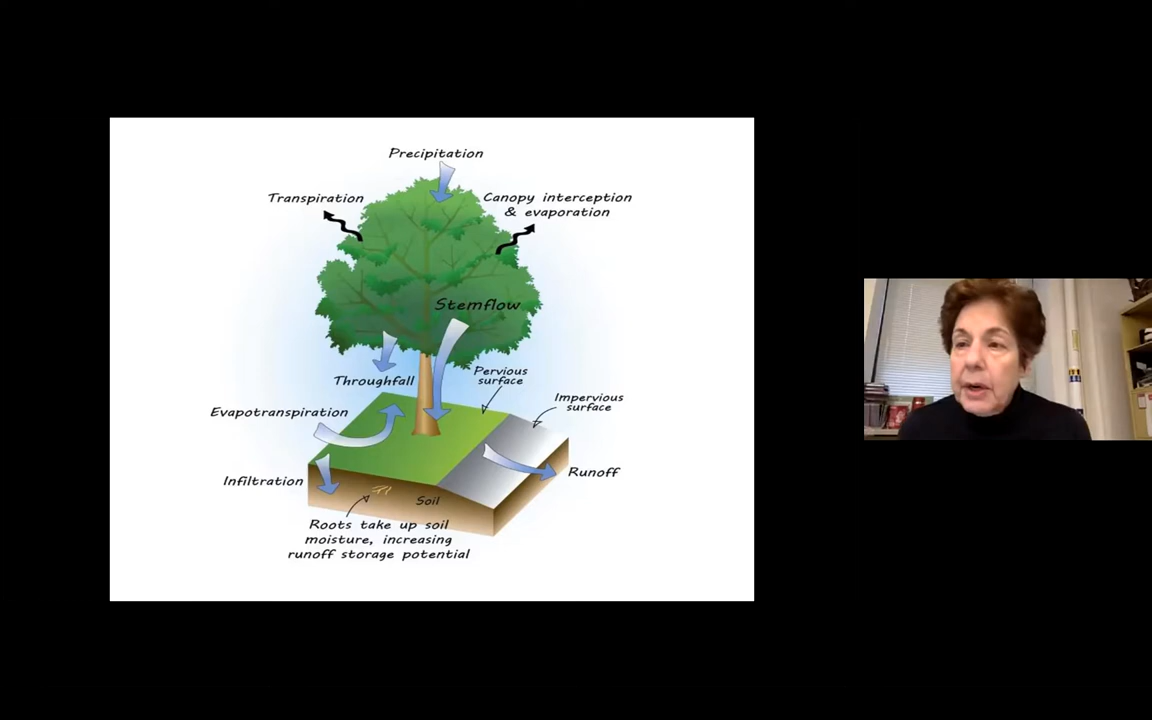 Precipitation
Transpiration
Canopy interception
& evaporation
Stemflow
Pervious
surface
Throughfall
Impervious
surface
Evapotranspiration
Runoff
Infiltration
Soil
Roots take up soil
moisture, increasing
runoff storage potential